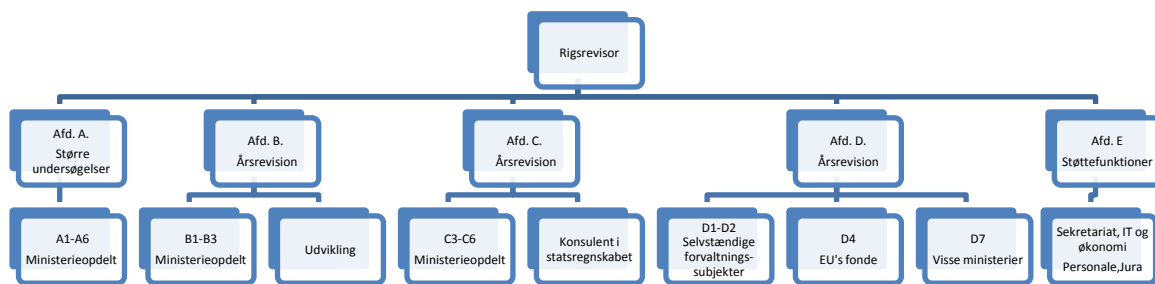 Rigsrevisor
Afd. A.
Større
undersøgelser
Afd. B.
Årsrevision
Afd. C.
Årsrevision
Afd. D.
Årsrevision
Afd. E
Støttefunktioner
A1-A6
Ministerieopdelt
B1-B3
Ministerieopdelt
Udvikling
C3-C6
Ministerieopdelt
Konsulent i
statsregnskabet
D1-D2
Selvstændige
forvaltnings-
subjekter
D4
EU's fonde
D7
Visse ministerier
Sekretariat, IT og
økonomi
Personale,Jura